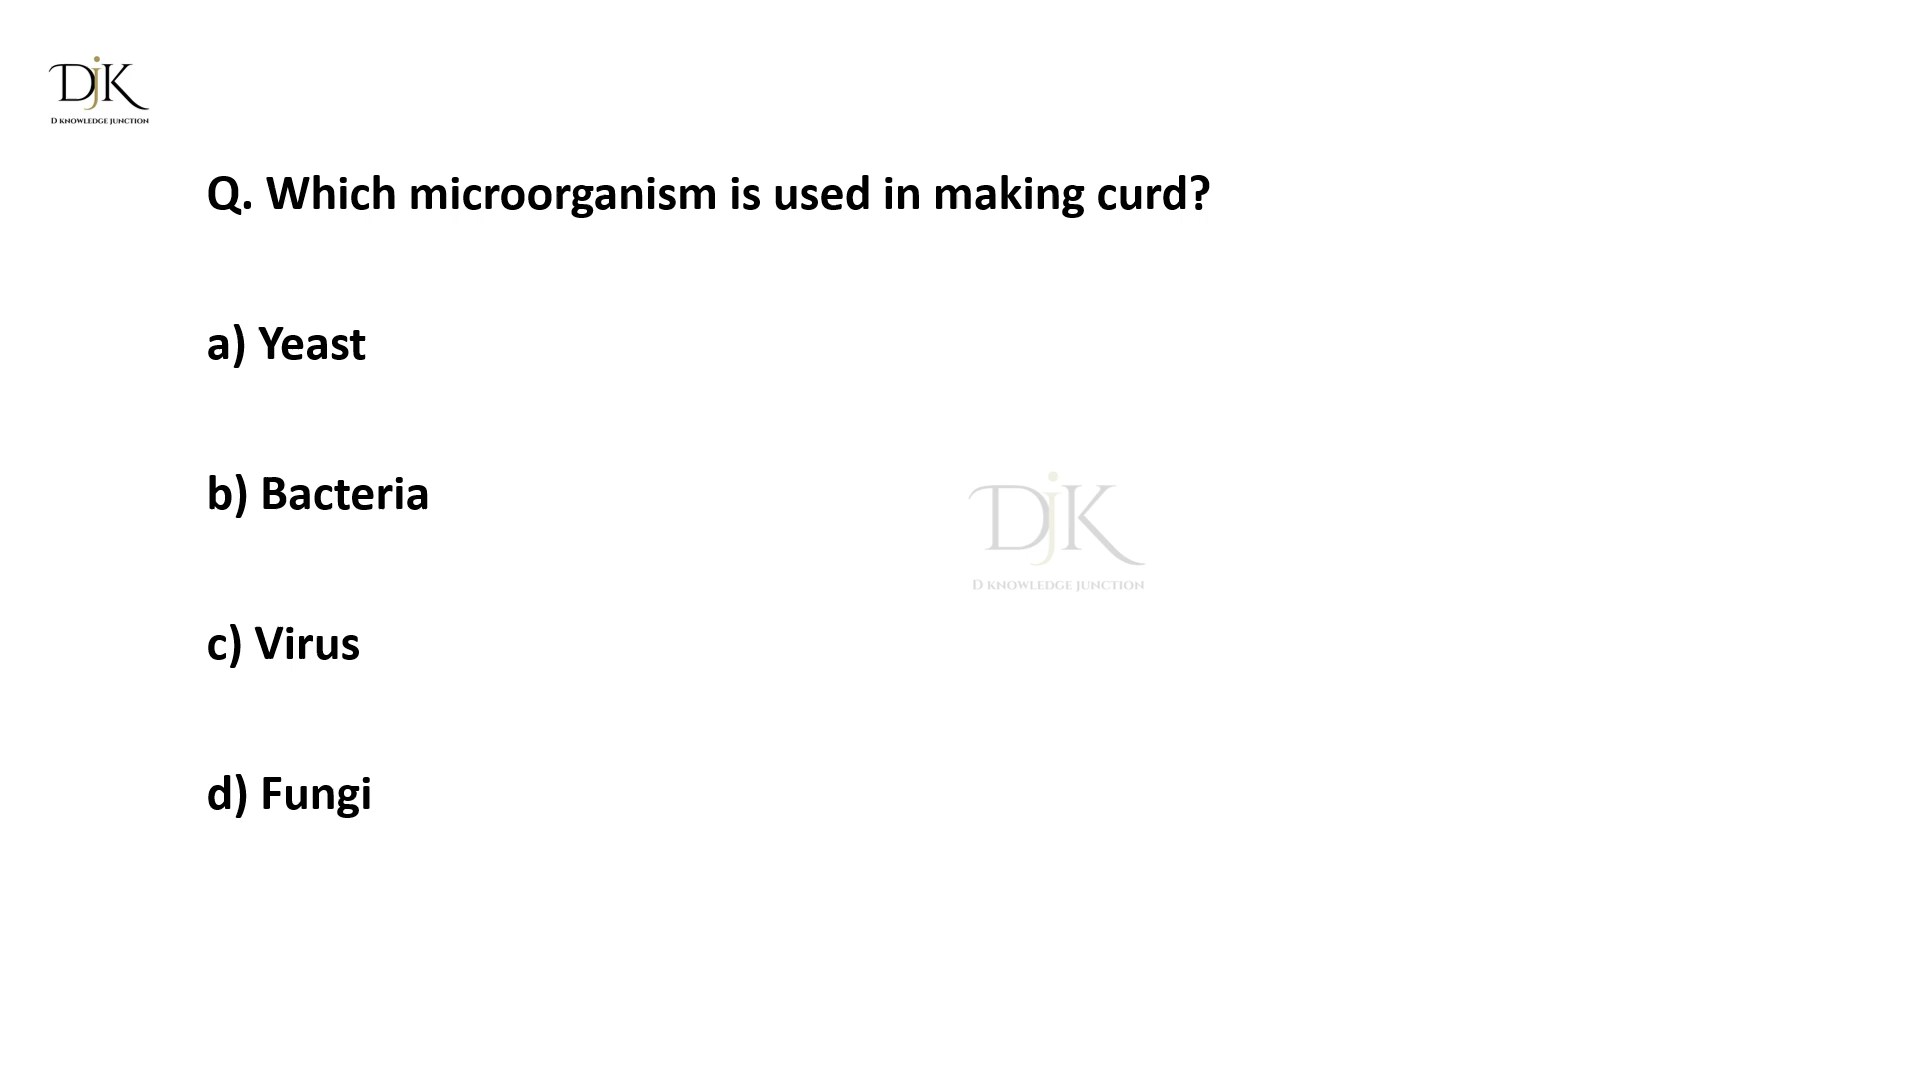 DjK
D KNOWLEDGE JUNCTION
Q. Which microorganism is used in making curd?
a) Yeast
b) Bacteria
DjK
D KNOWLEDGE JUNCTION
c) Virus
d) Fungi